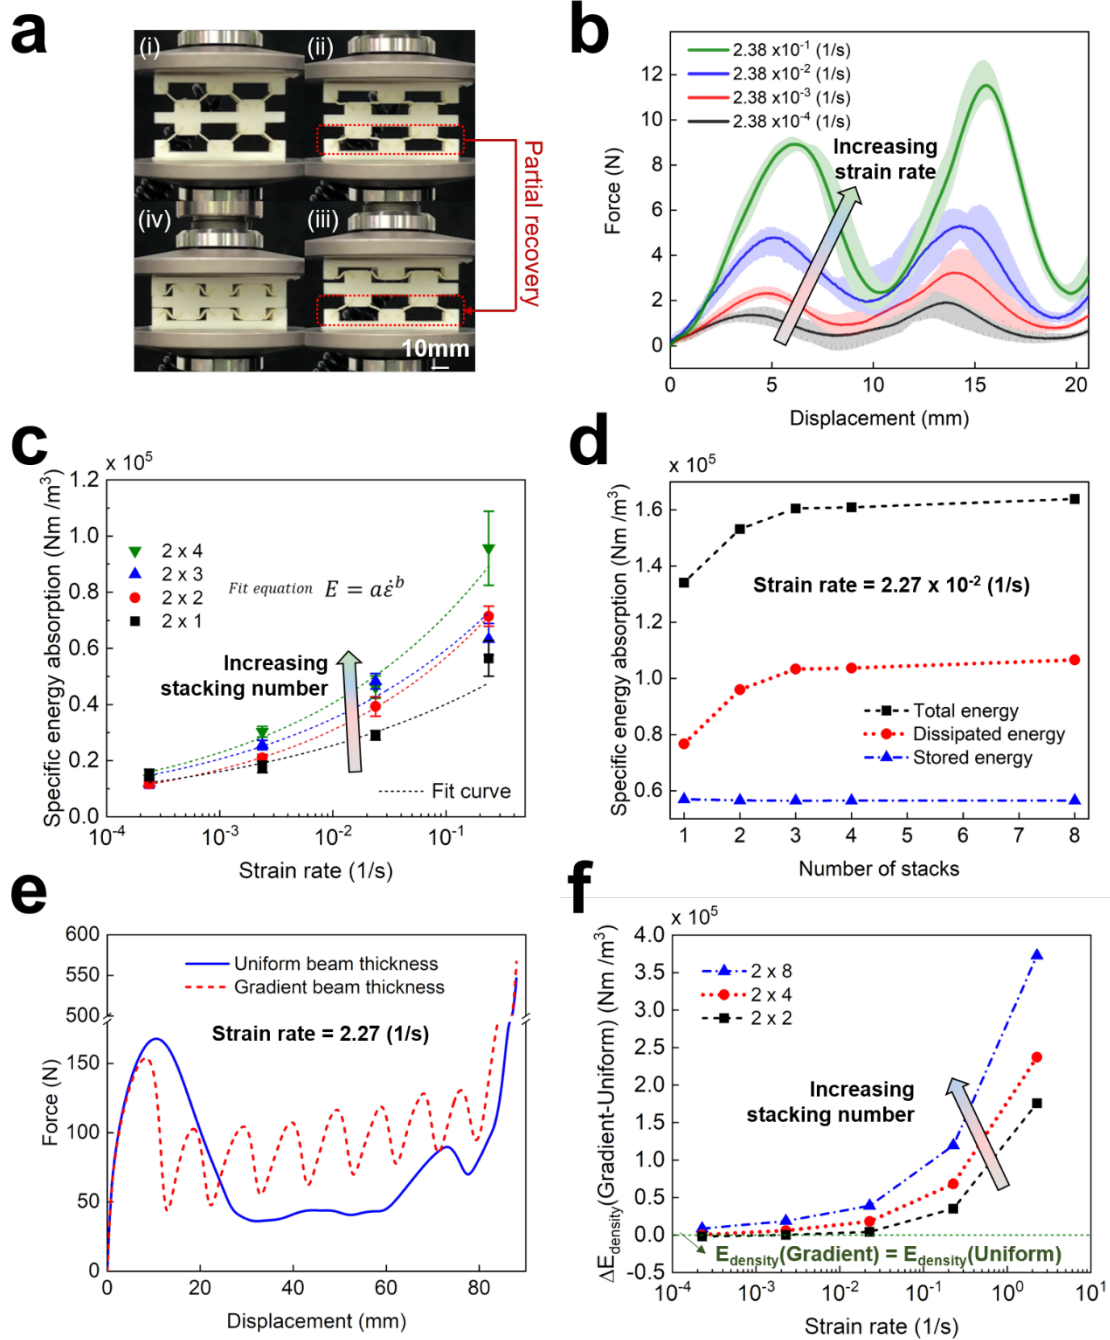 a
(i)
(ii)
(iv)
(iii)
Partial recovery
10mm
b
2.38 x10⁻¹ (1/s)
2.38 x10⁻² (1/s)
2.38 x10⁻³ (1/s)
2.38 x10⁻⁴ (1/s)
Increasing
strain rate
Force (N)
12
10
8
6
4
2
0
0 5 10 15 20
Displacement (mm)
c
x 10⁵
Specific energy absorption (Nm /m³)
1.2
1.0
0.8
0.6
0.4
0.2
0.0
2 x 4
2 x 3
2 x 2
2 x 1
Fit equation E = aε̇ᵇ
Increasing
stacking number
Fit curve
10⁻⁴ 10⁻³ 10⁻² 10⁻¹
Strain rate (1/s)
d
x 10⁵
Specific energy absorption (Nm /m³)
1.6
1.4
1.2
1.0
0.8
0.6
Strain rate = 2.27 x 10⁻² (1/s)
Total energy
Dissipated energy
Stored energy
1 2 3 4 5 6 7 8
Number of stacks
e
Force (N)
600
550
500
150
100
50
0
Uniform beam thickness
Gradient beam thickness
Strain rate = 2.27 (1/s)
0 20 40 60 80
Displacement (mm)
f
x 10⁵
ΔE_density(Gradient-Uniform) (Nm /m³)
4.0
3.5
3.0
2.5
2.0
1.5
1.0
0.5
0.0
-0.5
2 x 8
2 x 4
2 x 2
Increasing
stacking number
E_density(Gradient) = E_density(Uniform)
10⁻⁴ 10⁻³ 10⁻² 10⁻¹ 10⁰ 10¹
Strain rate (1/s)